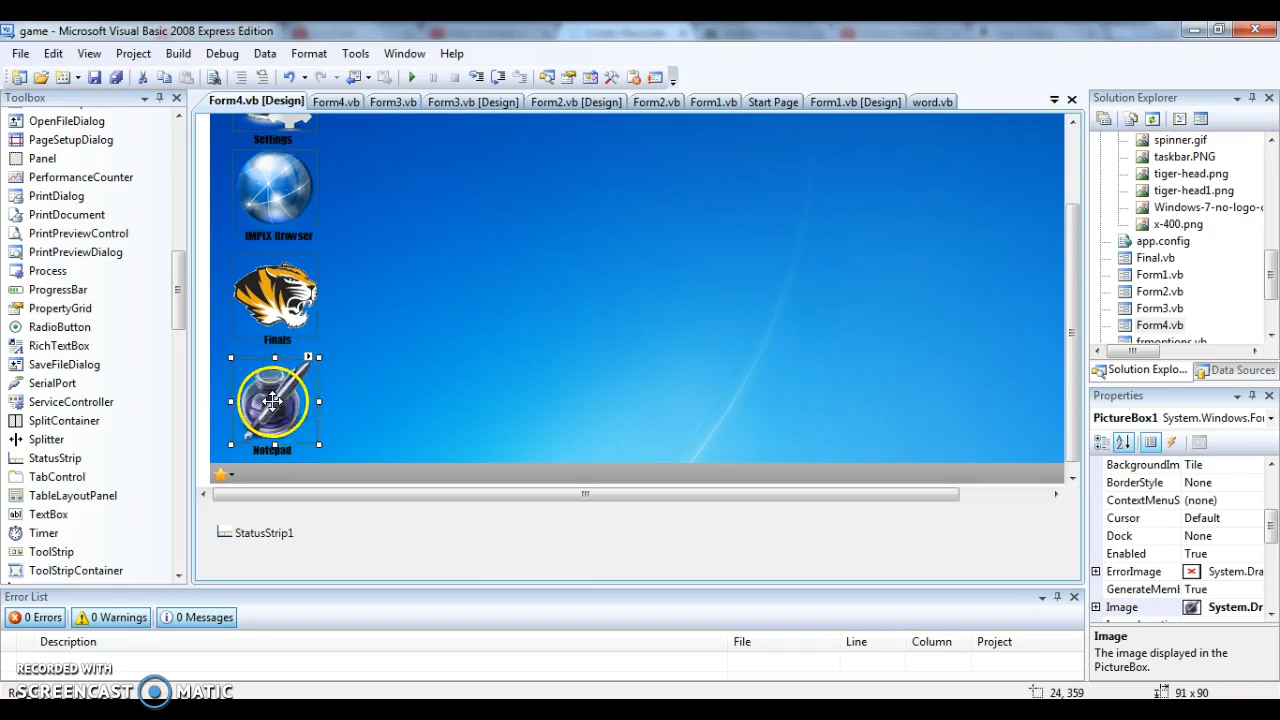 game - Microsoft Visual Basic 2008 Express Edition
File Edit View Project Build Debug Data Format Tools Window Help
Toolbox
OpenFileDialog
PageSetupDialog
Panel
PerformanceCounter
PrintDialog
PrintDocument
PrintPreviewControl
PrintPreviewDialog
Process
ProgressBar
PropertyGrid
RadioButton
RichTextBox
SaveFileDialog
SerialPort
ServiceController
SplitContainer
Splitter
StatusStrip
TabControl
TableLayoutPanel
TextBox
Timer
ToolStrip
ToolStripContainer
Form4.vb [Design] Form4.vb Form3.vb Form3.vb [Design] Form2.vb [Design] Form2.vb Form1.vb Start Page Form1.vb [Design] word.vb
Settings
IMPIX Browser
Finals
Notepad
StatusStrip1
Solution Explorer
spinner.gif
taskbar.PNG
tiger-head.png
tiger-head1.png
Windows-7-no-logo-
x-400.png
app.config
Final.vb
Form1.vb
Form2.vb
Form3.vb
Form4.vb
frmoptions.vb
Solution Explo... Data Sources
Properties
PictureBox1 System.Windows.For
BackgroundIm Tile
BorderStyle None
ContextMenuS (none)
Cursor Default
Dock None
Enabled True
ErrorImage System.Dra
GenerateMemb True
Image System.Dr
Image
The image displayed in the
PictureBox.
Error List
0 Errors 0 Warnings 0 Messages
Description File Line Column Project
RECORDED WITH
SCREENCAST MATIC
24, 359 91 x 90